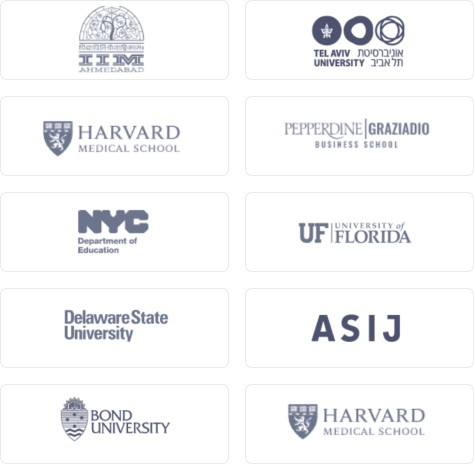 IIM
AHMEDABAD
TEL AVIV אוניברסיטת
UNIVERSITY תל אביב
HARVARD
MEDICAL SCHOOL
PEPPERDINE GRAZIADIO
BUSINESS SCHOOL
NYC
Department of
Education
UF UNIVERSITY of
FLORIDA
Delaware State
University
ASIJ
BOND
UNIVERSITY
HARVARD
MEDICAL SCHOOL